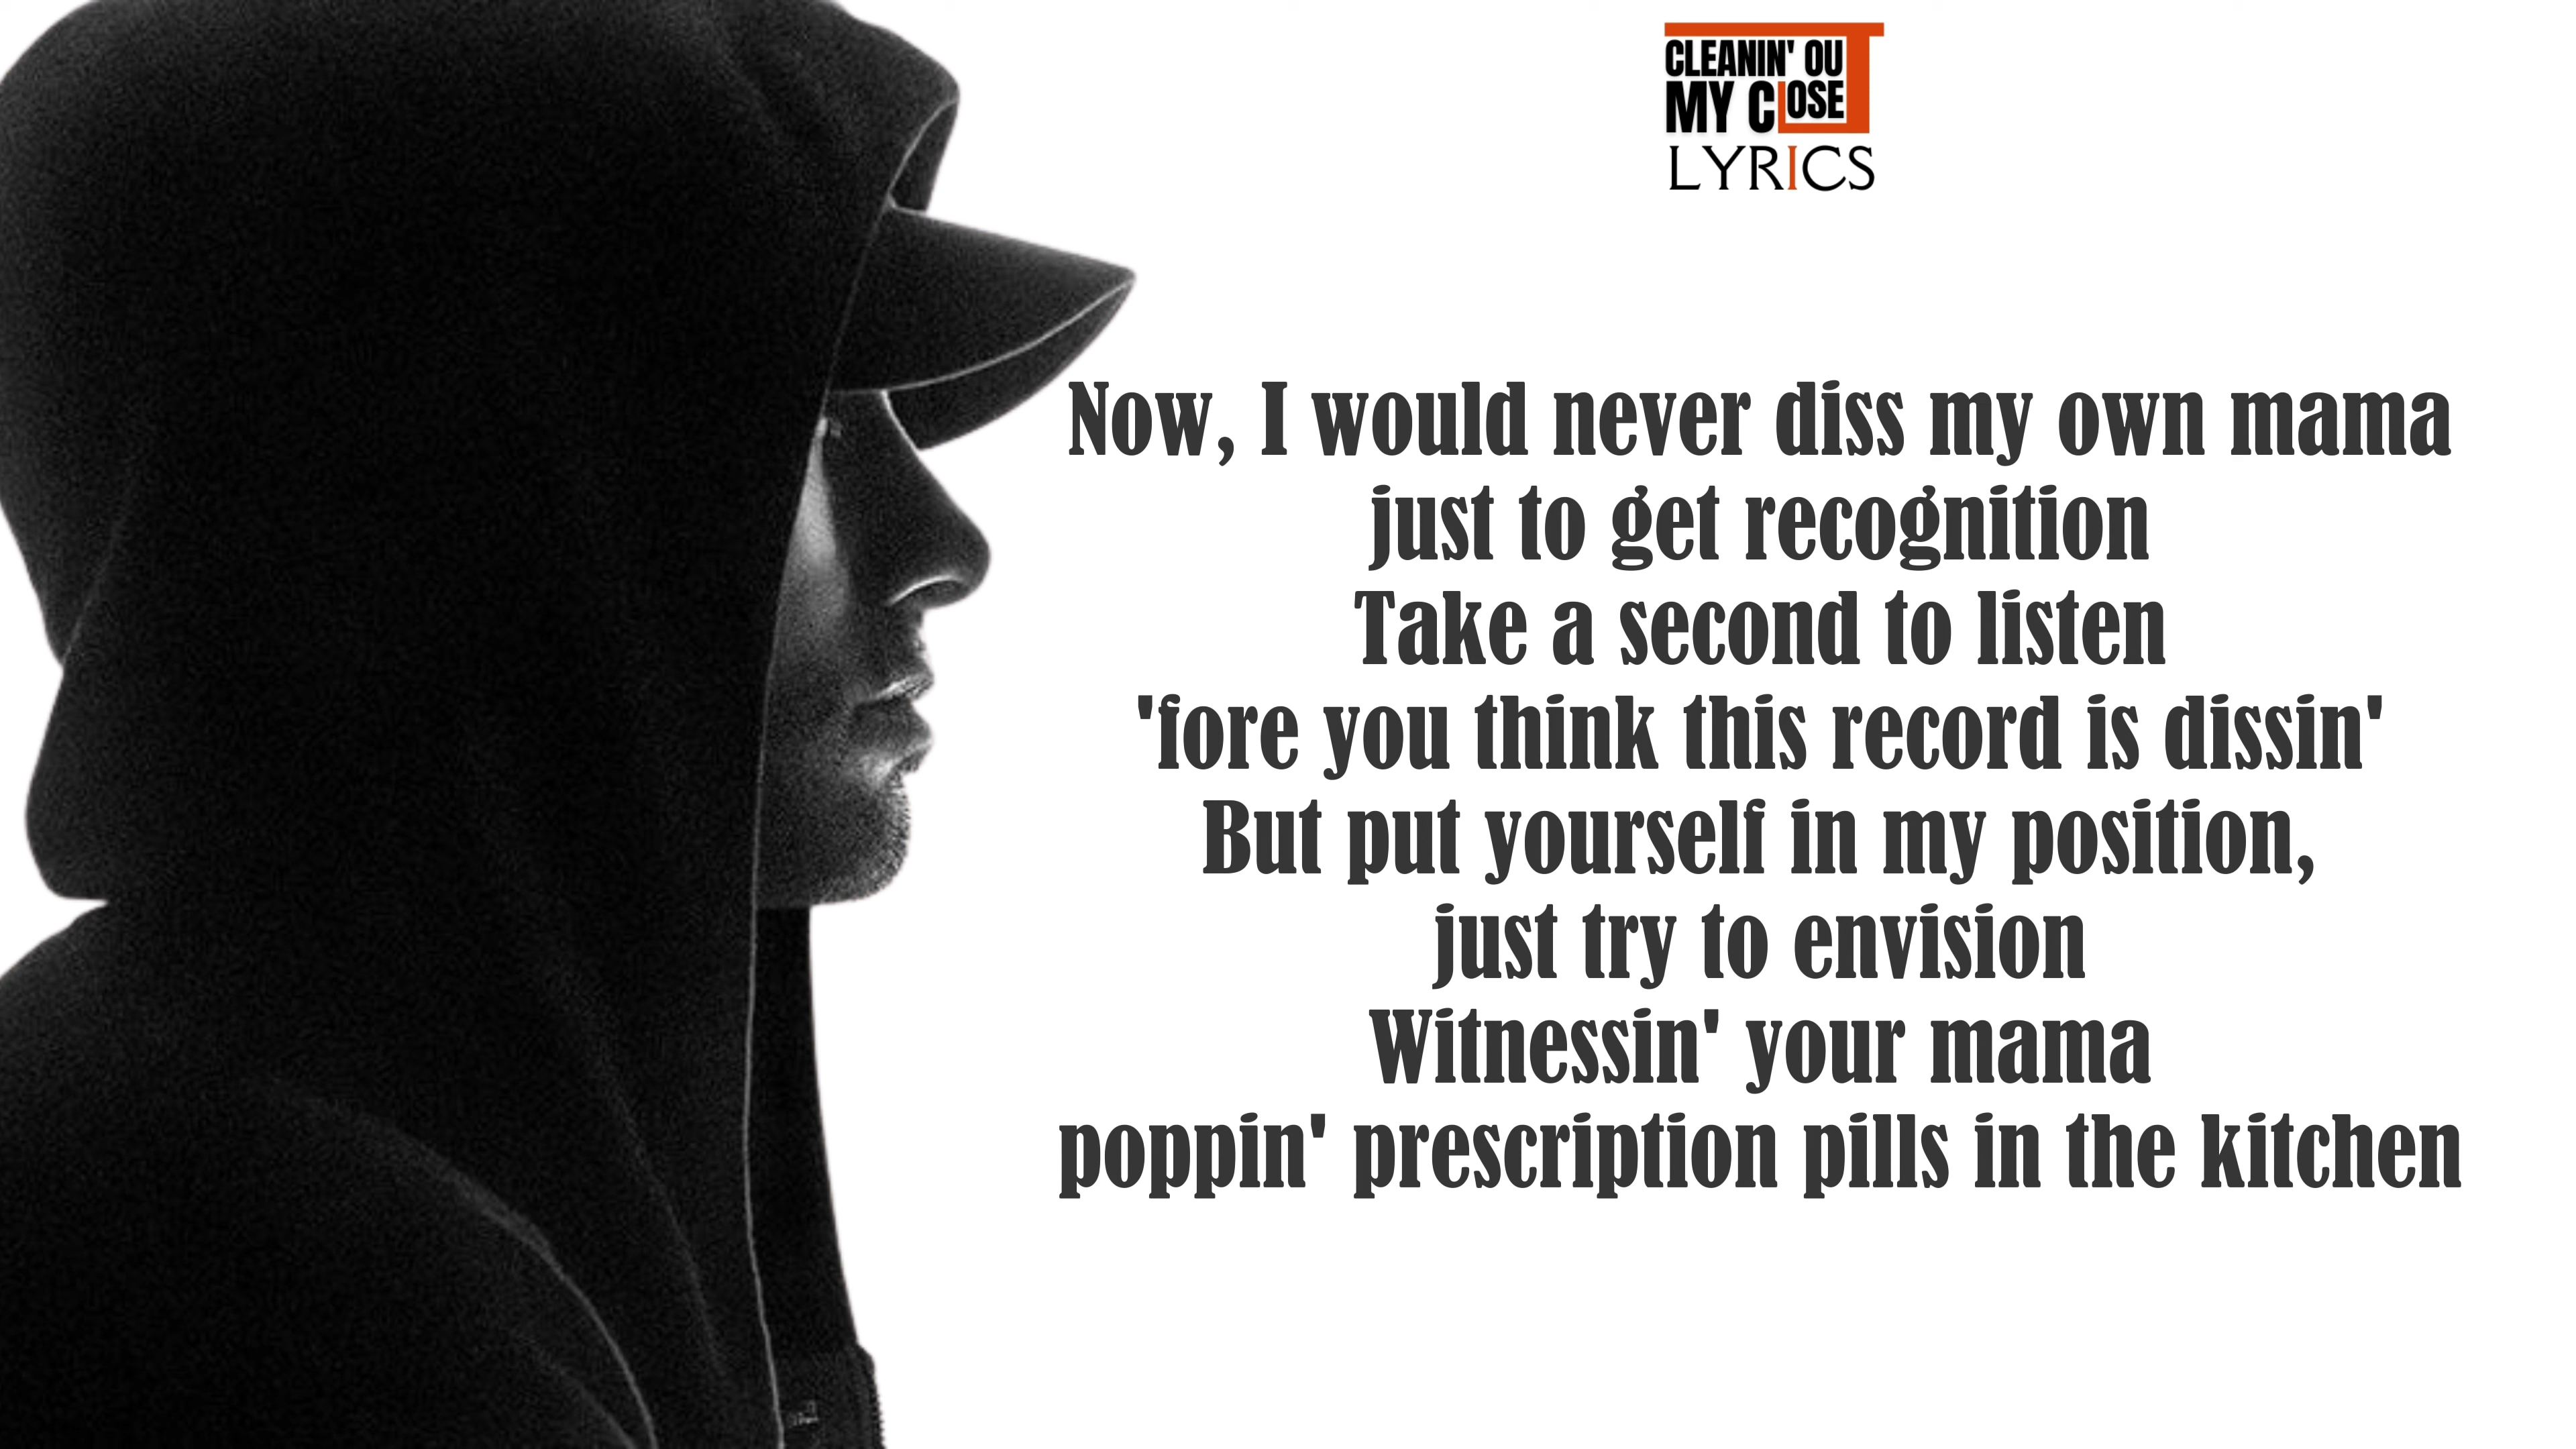 CLEANIN' OUT
MY CLOSET
LYRICS
Now, I would never diss my own mama
just to get recognition
Take a second to listen
'fore you think this record is dissin'
But put yourself in my position,
just try to envision
Witnessin' your mama
poppin' prescription pills in the kitchen